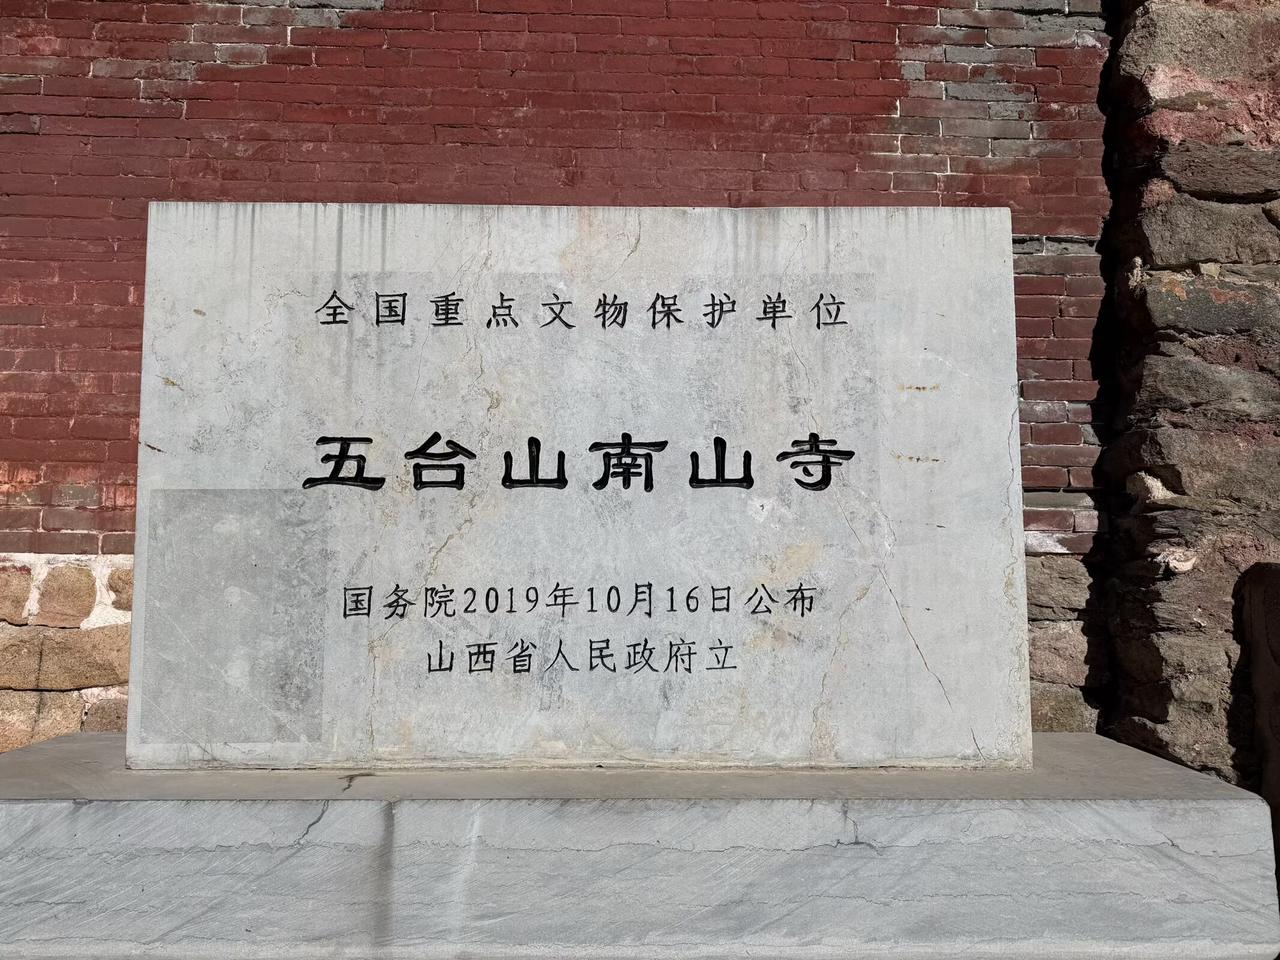 全国重点文物保护单位
五台山南山寺
国务院2019年10月16日公布
山西省人民政府立